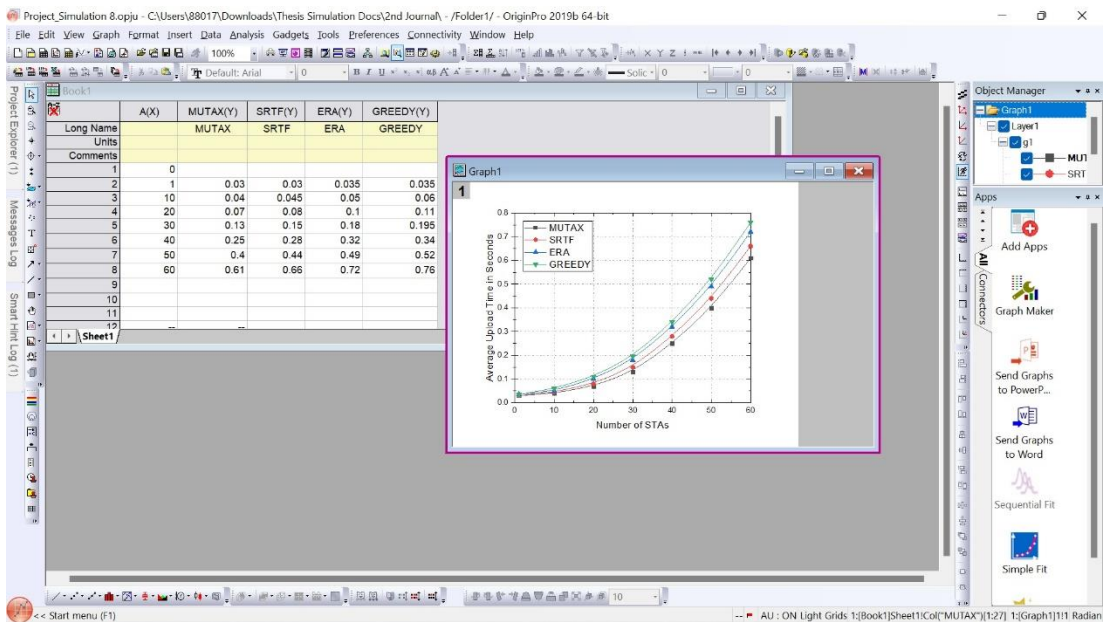 Project_Simulation 8.opju - C:\Users\88017\Downloads\Thesis Simulation Docs\2nd Journal\ - /Folder1/ - OriginPro 2019b 64-bit
File Edit View Graph Format Insert Data Analysis Gadgets Tools Preferences Connectivity Window Help
100%
Default: Arial 0 B I U Solic 0 0
Project Explorer (1)
Messages Log
Smart Hint Log (1)
Book1
A(X) MUTAX(Y) SRTF(Y) ERA(Y) GREEDY(Y)
Long Name MUTAX SRTF ERA GREEDY
Units
Comments
1 0
2 1 0.03 0.03 0.035 0.035
3 10 0.04 0.045 0.05 0.06
4 20 0.07 0.08 0.1 0.11
5 30 0.13 0.15 0.18 0.195
6 40 0.25 0.28 0.32 0.34
7 50 0.4 0.44 0.49 0.52
8 60 0.61 0.66 0.72 0.76
9
10
11
12 -- --
Sheet1
Graph1
1
MUTAX
SRTF
ERA
GREEDY
Average Upload Time in Seconds
0.8
0.7
0.6
0.5
0.4
0.3
0.2
0.1
0.0
0 10 20 30 40 50 60
Number of STAs
Object Manager
Graph1
Layer1
g1
MUT
SRT
Apps
All
Connectors
Add Apps
Graph Maker
Send Graphs
to PowerP...
Send Graphs
to Word
Sequential Fit
Simple Fit
10
<< Start menu (F1)
-- AU : ON Light Grids 1:[Book1]Sheet1!Col("MUTAX")[1:27] 1:[Graph1]1!1 Radian